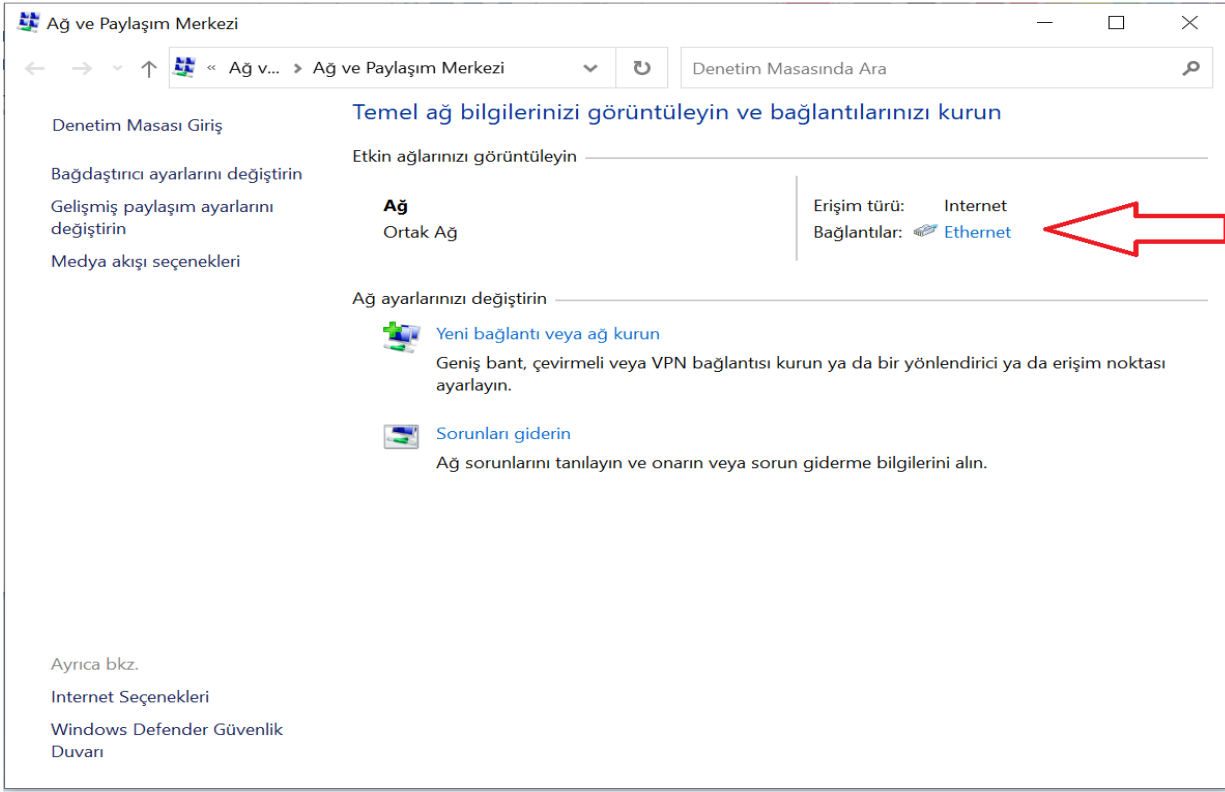 Ağ ve Paylaşım Merkezi
« Ağ v... > Ağ ve Paylaşım Merkezi
Denetim Masasında Ara
Denetim Masası Giriş
Bağdaştırıcı ayarlarını değiştirin
Gelişmiş paylaşım ayarlarını
değiştirin
Medya akışı seçenekleri
Temel ağ bilgilerinizi görüntüleyin ve bağlantılarınızı kurun
Etkin ağlarınızı görüntüleyin
Ağ
Ortak Ağ
Erişim türü: Internet
Bağlantılar: Ethernet
Ağ ayarlarınızı değiştirin
Yeni bağlantı veya ağ kurun
Geniş bant, çevirmeli veya VPN bağlantısı kurun ya da bir yönlendirici ya da erişim noktası
ayarlayın.
Sorunları giderin
Ağ sorunlarını tanılayın ve onarın veya sorun giderme bilgilerini alın.
Ayrıca bkz.
Internet Seçenekleri
Windows Defender Güvenlik
Duvarı